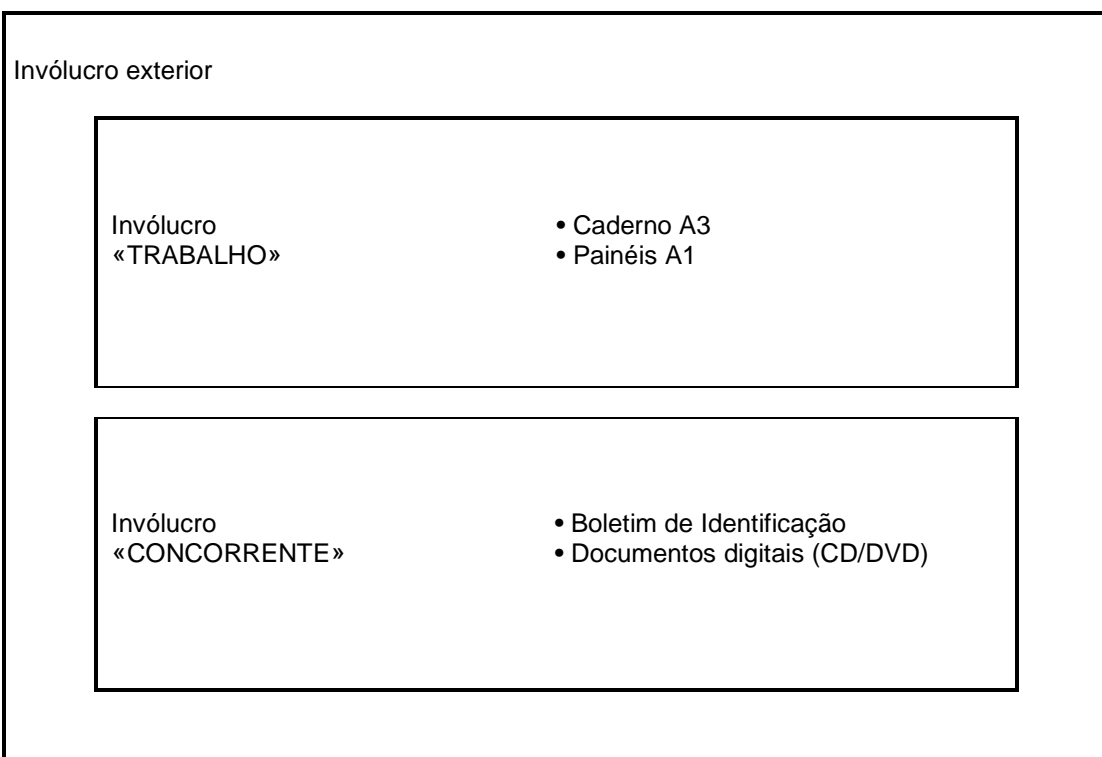 Invólucro exterior
Invólucro
«TRABALHO»
• Caderno A3
• Painéis A1
Invólucro
«CONCORRENTE»
• Boletim de Identificação
• Documentos digitais (CD/DVD)